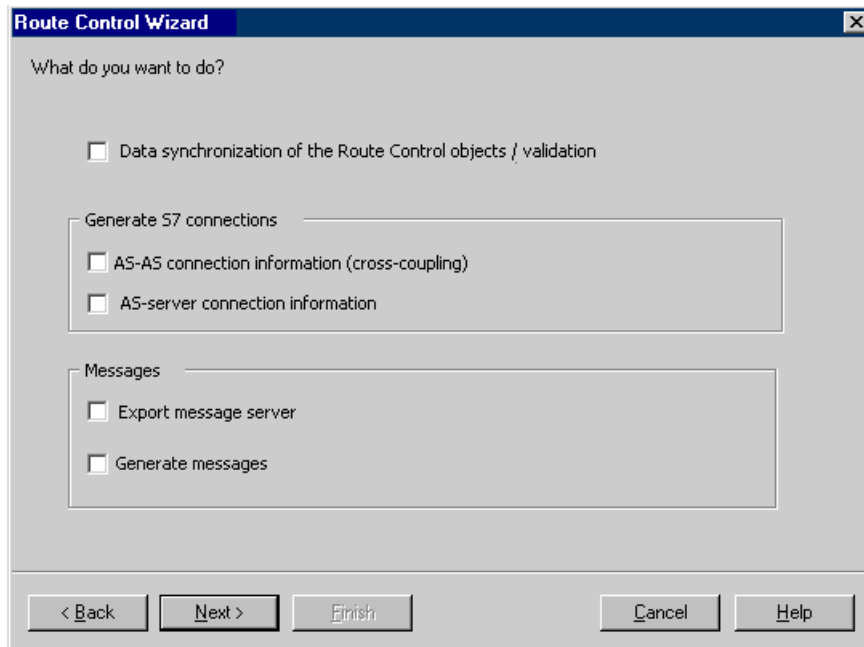 Route Control Wizard
What do you want to do?
Data synchronization of the Route Control objects / validation
Generate S7 connections
AS-AS connection information (cross-coupling)
AS-server connection information
Messages
Export message server
Generate messages
< Back Next > Finish Cancel Help